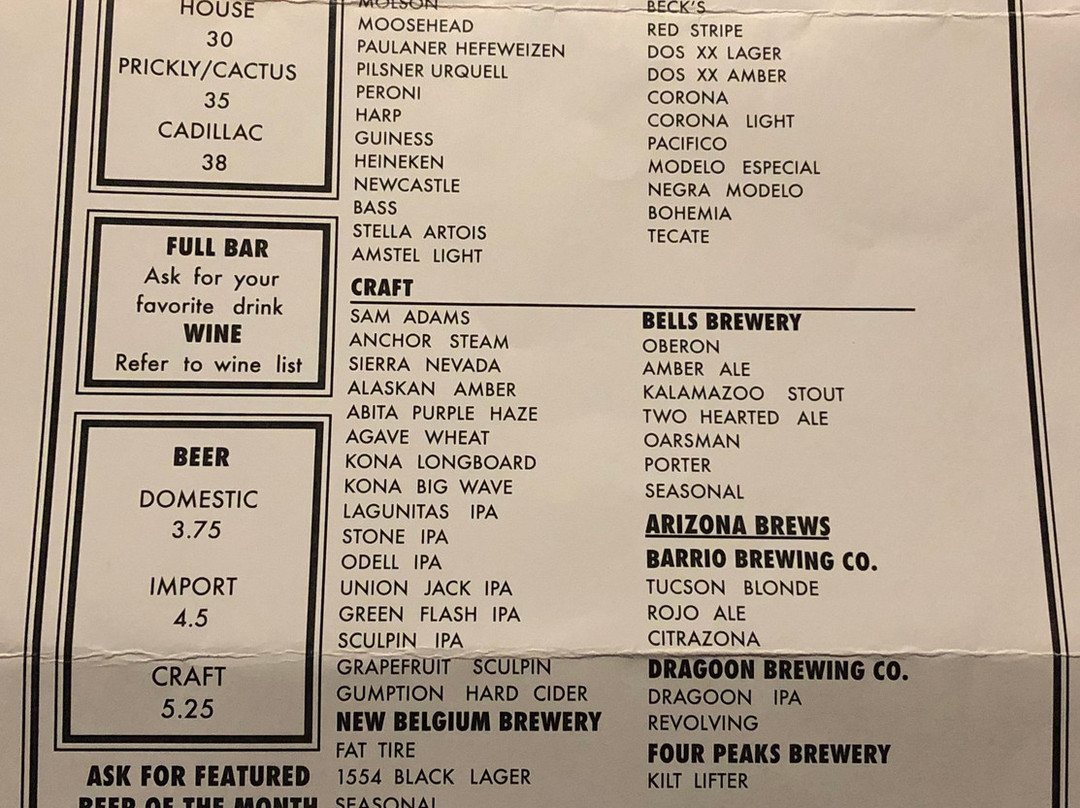 HOUSE
30
PRICKLY/CACTUS
35
CADILLAC
38
FULL BAR
Ask for your
favorite drink
WINE
Refer to wine list
BEER
DOMESTIC
3.75
IMPORT
4.5
CRAFT
5.25
ASK FOR FEATURED
BEER OF THE MONTH
MOLSON
MOOSEHEAD
PAULANER HEFEWEIZEN
PILSNER URQUELL
PERONI
HARP
GUINESS
HEINEKEN
NEWCASTLE
BASS
STELLA ARTOIS
AMSTEL LIGHT
BECK'S
RED STRIPE
DOS XX LAGER
DOS XX AMBER
CORONA
CORONA LIGHT
PACIFICO
MODELO ESPECIAL
NEGRA MODELO
BOHEMIA
TECATE
CRAFT
SAM ADAMS
ANCHOR STEAM
SIERRA NEVADA
ALASKAN AMBER
ABITA PURPLE HAZE
AGAVE WHEAT
KONA LONGBOARD
KONA BIG WAVE
LAGUNITAS IPA
STONE IPA
ODELL IPA
UNION JACK IPA
GREEN FLASH IPA
SCULPIN IPA
GRAPEFRUIT SCULPIN
GUMPTION HARD CIDER
NEW BELGIUM BREWERY
FAT TIRE
1554 BLACK LAGER
SEASONAL
BELLS BREWERY
OBERON
AMBER ALE
KALAMAZOO STOUT
TWO HEARTED ALE
OARSMAN
PORTER
SEASONAL
ARIZONA BREWS
BARRIO BREWING CO.
TUCSON BLONDE
ROJO ALE
CITRAZONA
DRAGOON BREWING CO.
DRAGOON IPA
REVOLVING
FOUR PEAKS BREWERY
KILT LIFTER